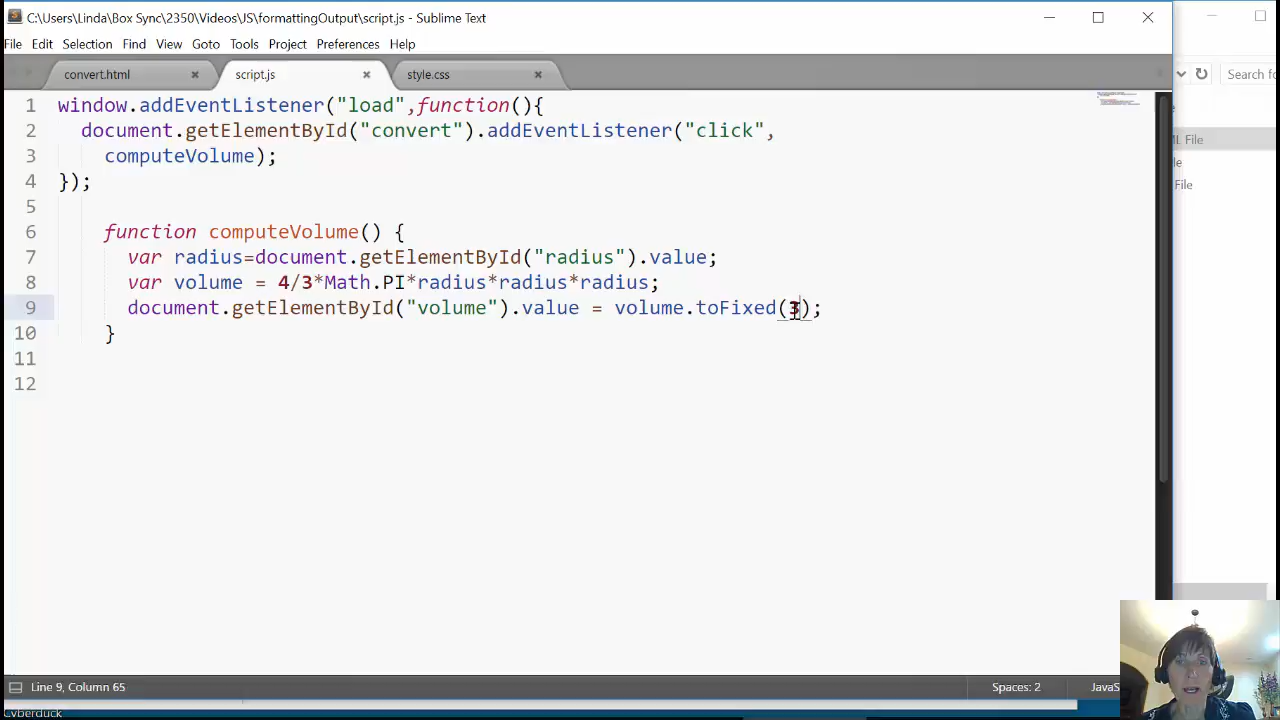 C:\Users\Linda\Box Sync\2350\Videos\JS\formattingOutput\script.js - Sublime Text
File Edit Selection Find View Goto Tools Project Preferences Help
convert.html × script.js × style.css ×
Search fo
1 window.addEventListener("load",function(){
2 document.getElementById("convert").addEventListener("click",
3 computeVolume);
4 });
5
6 function computeVolume() {
7 var radius=document.getElementById("radius").value;
8 var volume = 4/3*Math.PI*radius*radius*radius;
9 document.getElementById("volume").value = volume.toFixed(3);
10 }
11
12
ML File
le
File
Line 9, Column 65 Spaces: 2 JavaS
Cyberduck